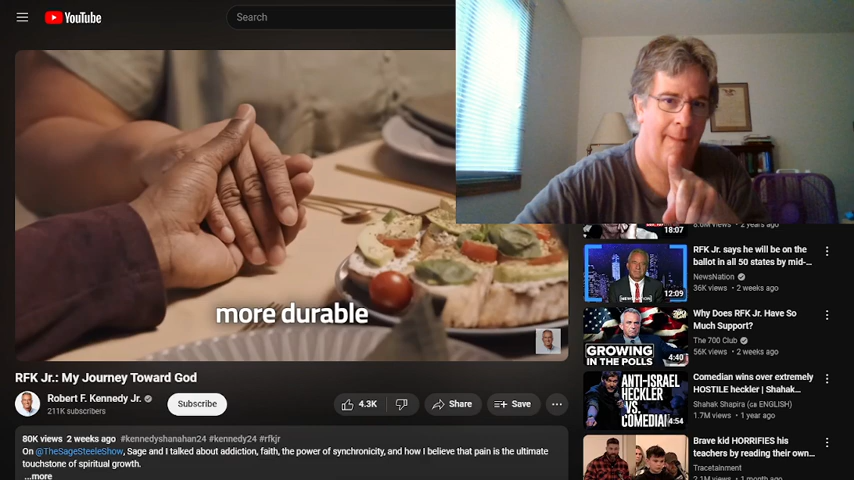 YouTube
Search
more durable
RFK Jr.: My Journey Toward God
Robert F. Kennedy Jr.
211K subscribers
Subscribe
4.3K
Share
Save
80K views 2 weeks ago #kennedyshanahan24 #kennedy24 #rfkjr
On @TheSageSteeleShow, Sage and I talked about addiction, faith, the power of synchronicity, and how I believe that pain is the ultimate
touchstone of spiritual growth.
...more
18:07
8.0M views • 2 years ago
RFK Jr. says he will be on the
ballot in all 50 states by mid-...
NewsNation
36K views • 2 weeks ago
NEWSNATION
12:09
Why Does RFK Jr. Have So
Much Support?
The 700 Club
56K views • 2 weeks ago
GROWING
IN THE POLLS
4:40
Comedian wins over extremely
HOSTILE heckler | Shahak...
Shahak Shapira (ENGLISH)
1.7M views • 1 year ago
ANTI-ISRAEL
HECKLER
VS.
COMEDIAN
4:54
Brave kid HORRIFIES his
teachers by reading their own...
Tracetainment
2.1M views • 1 month ago